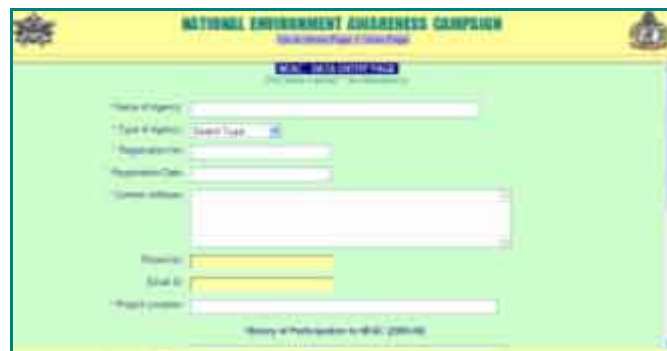 NATIONAL ENVIRONMENT AWARENESS CAMPAIGN
NEAC DATA ENTRY PAGE
* Name of Agency
* Type of Agency Select Type
* Registration No
Registration Date
* Contact Address
Phone No
Email ID
* Project Location
History of Participation in NEAC